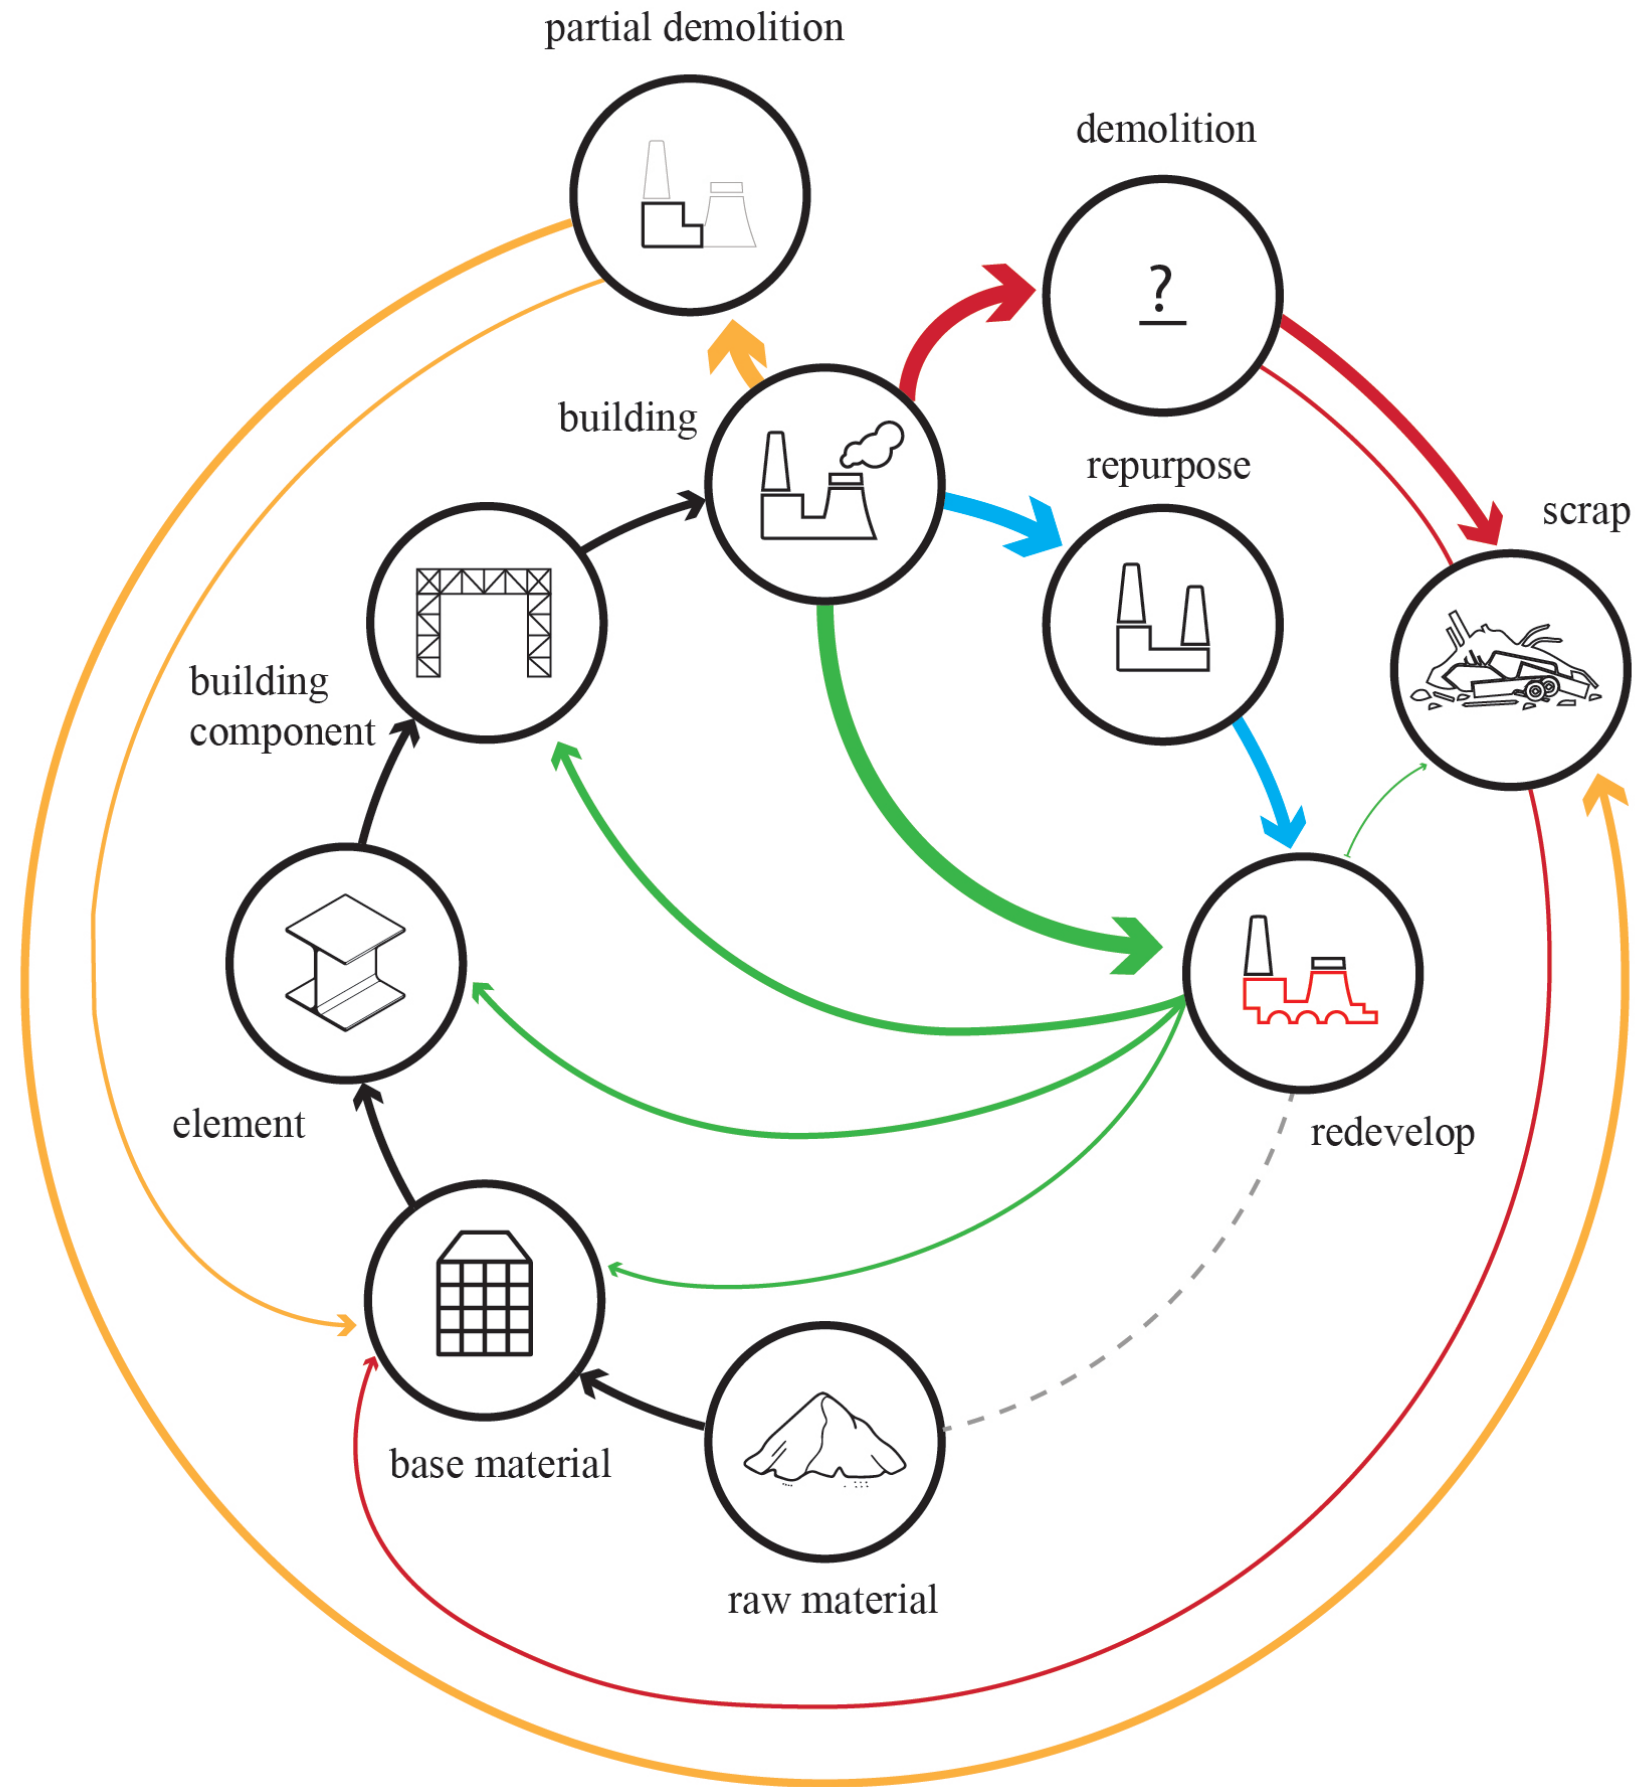 partial demolition
demolition
?
building
repurpose
scrap
building
component
element
redevelop
base material
raw material